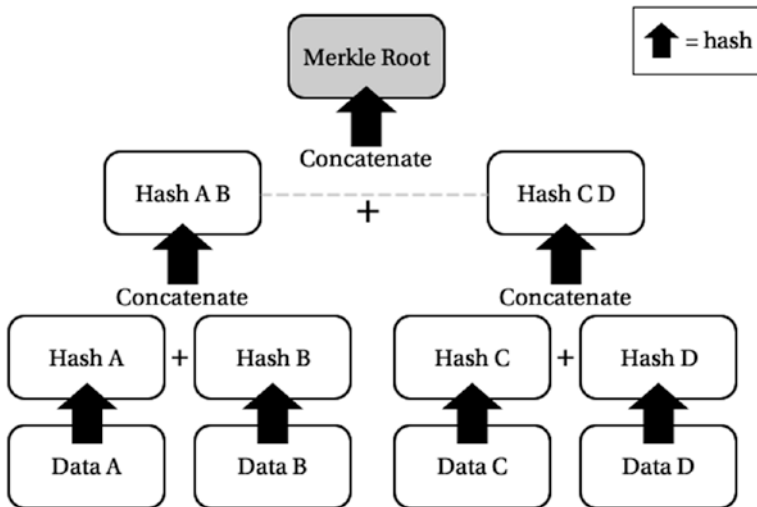 = hash
Merkle Root
Concatenate
Hash A B
+
Hash C D
Concatenate
Concatenate
Hash A
+
Hash B
Hash C
+
Hash D
Data A
Data B
Data C
Data D